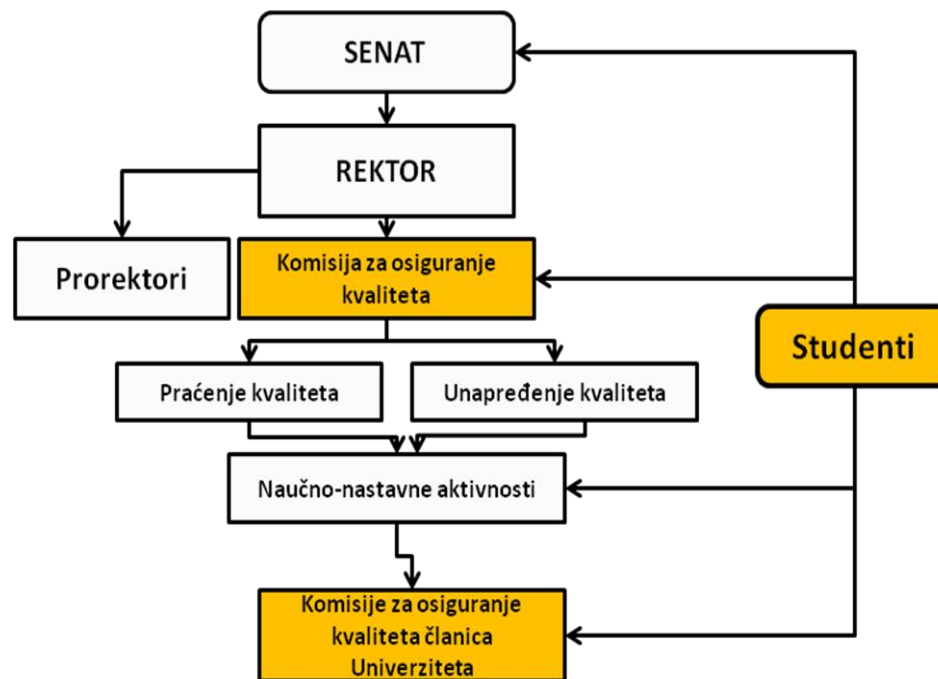 SENAT
REKTOR
Prorektori
Komisija za osiguranje
kvaliteta
Studenti
Praćenje kvaliteta
Unapređenje kvaliteta
Naučno-nastavne aktivnosti
Komisije za osiguranje
kvaliteta članica
Univerziteta